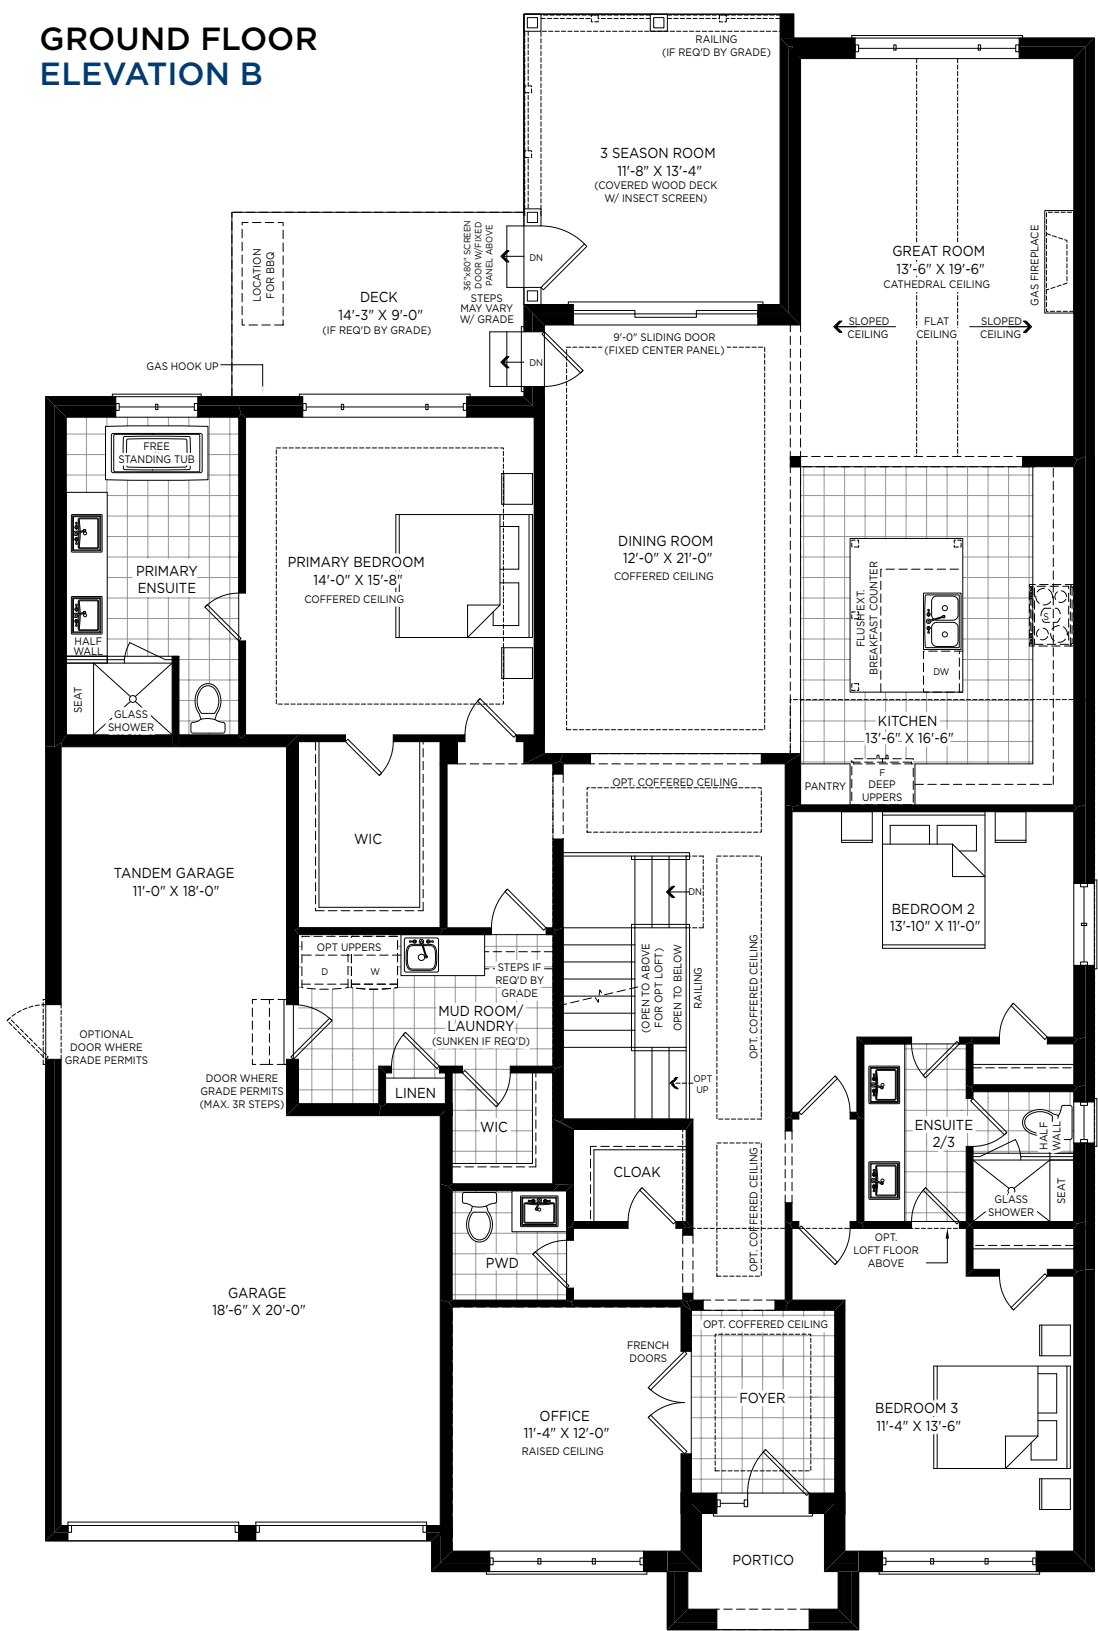 GROUND FLOOR
ELEVATION B
RAILING
(IF REQ'D BY GRADE)
3 SEASON ROOM
11'-8" X 13'-4"
(COVERED WOOD DECK
W/ INSECT SCREEN)
GREAT ROOM
13'-6" X 19'-6"
CATHEDRAL CEILING
GAS FIREPLACE
SLOPED
CEILING
FLAT
CEILING
SLOPED
CEILING
LOCATION
FOR BBQ
36"x80" SCREEN
DOOR W/FIXED
PANEL ABOVE
DN
STEPS
MAY VARY
W/ GRADE
DECK
14'-3" X 9'-0"
(IF REQ'D BY GRADE)
9'-0" SLIDING DOOR
(FIXED CENTER PANEL)
DN
GAS HOOK UP
FREE
STANDING TUB
PRIMARY
ENSUITE
HALF
WALL
SEAT
GLASS
SHOWER
PRIMARY BEDROOM
14'-0" X 15'-8"
COFFERED CEILING
DINING ROOM
12'-0" X 21'-0"
COFFERED CEILING
FLUSH EXT.
BREAKFAST COUNTER
DW
S
KITCHEN
13'-6" X 16'-6"
PANTRY
F
DEEP
UPPERS
OPT. COFFERED CEILING
WIC
TANDEM GARAGE
11'-0" X 18'-0"
DN
BEDROOM 2
13'-10" X 11'-0"
OPT UPPERS
D
W
STEPS IF
REQ'D BY
GRADE
MUD ROOM/
LAUNDRY
(SUNKEN IF REQ'D)
(OPEN TO ABOVE
FOR OPT LOFT)
OPEN TO BELOW
RAILING
OPT. COFFERED CEILING
OPTIONAL
DOOR WHERE
GRADE PERMITS
DOOR WHERE
GRADE PERMITS
(MAX. 3R STEPS)
LINEN
OPT
UP
WIC
ENSUITE
2/3
HALF
WALL
GLASS
SHOWER
SEAT
CLOAK
OPT. COFFERED CEILING
OPT.
LOFT FLOOR
ABOVE
PWD
GARAGE
18'-6" X 20'-0"
OPT. COFFERED CEILING
FRENCH
DOORS
FOYER
OFFICE
11'-4" X 12'-0"
RAISED CEILING
BEDROOM 3
11'-4" X 13'-6"
PORTICO